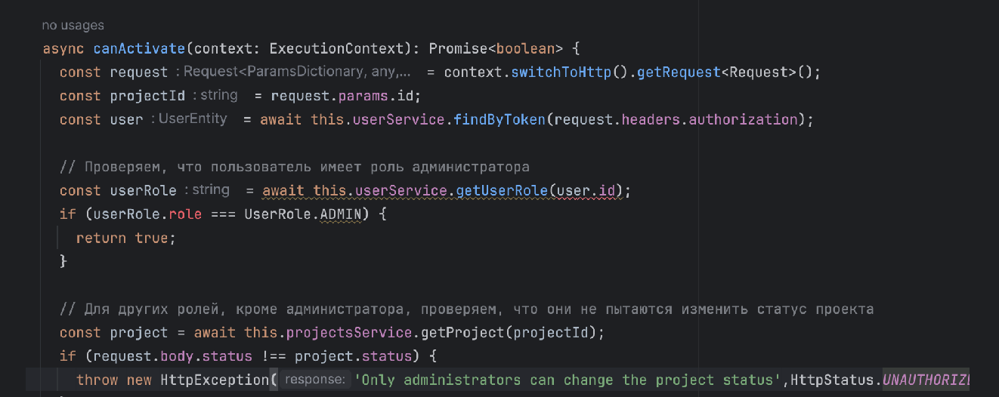 no usages
async canActivate(context: ExecutionContext): Promise<boolean> {
const request : Request<ParamsDictionary, any,... = context.switchToHttp().getRequest<Request>();
const projectId : string = request.params.id;
const user : UserEntity = await this.userService.findByToken(request.headers.authorization);
// Проверяем, что пользователь имеет роль администратора
const userRole : string = await this.userService.getUserRole(user.id);
if (userRole.role === UserRole.ADMIN) {
return true;
}
// Для других ролей, кроме администратора, проверяем, что они не пытаются изменить статус проекта
const project = await this.projectsService.getProject(projectId);
if (request.body.status !== project.status) {
throw new HttpException( response: 'Only administrators can change the project status',HttpStatus.UNAUTHORIZE